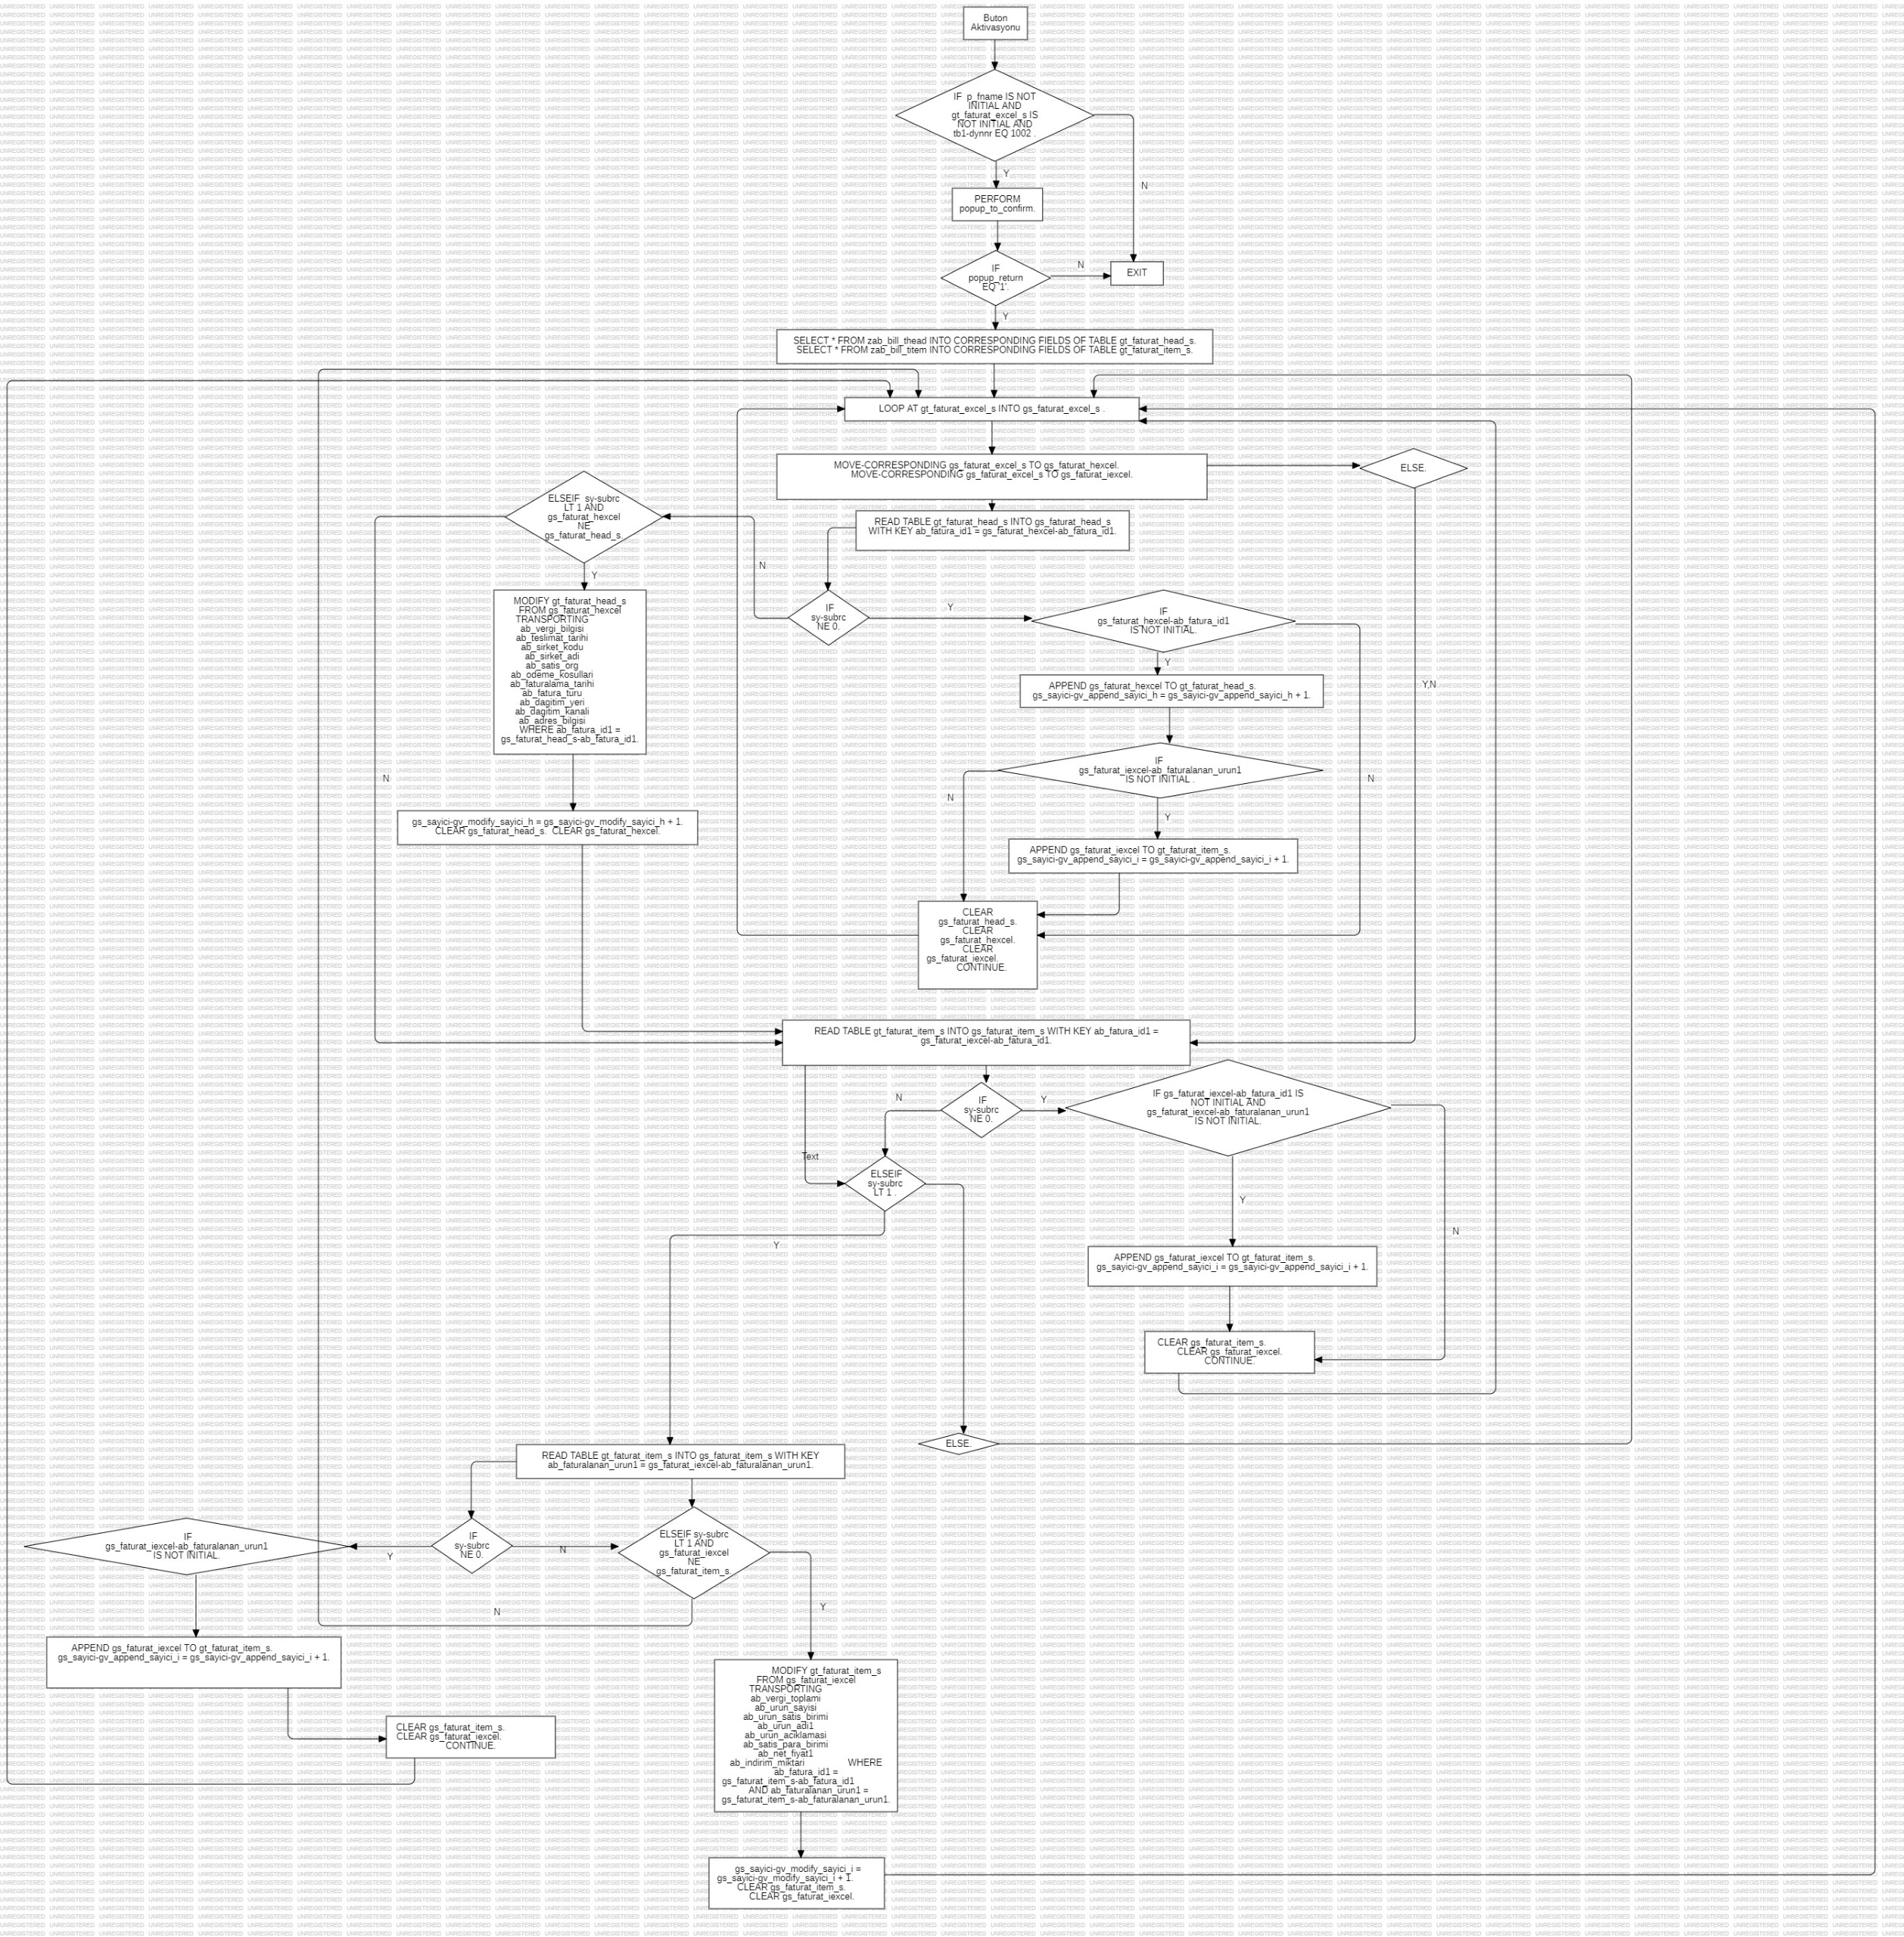 Buton
Aktivasyonu
IF p_fname IS NOT
INITIAL AND
gt_faturat_excel_s IS
NOT INITIAL AND
tb1-dynnr EQ 1002 .
Y
N
PERFORM
popup_to_confirm.
IF
popup_return
EQ '1'.
N
EXIT
Y
SELECT * FROM zab_bill_thead INTO CORRESPONDING FIELDS OF TABLE gt_faturat_head_s.
SELECT * FROM zab_bill_titem INTO CORRESPONDING FIELDS OF TABLE gt_faturat_item_s.
LOOP AT gt_faturat_excel_s INTO gs_faturat_excel_s .
MOVE-CORRESPONDING gs_faturat_excel_s TO gs_faturat_hexcel.
MOVE-CORRESPONDING gs_faturat_excel_s TO gs_faturat_iexcel.
ELSE.
ELSEIF sy-subrc
LT 1 AND
gs_faturat_hexcel
NE
gs_faturat_head_s.
READ TABLE gt_faturat_head_s INTO gs_faturat_head_s
WITH KEY ab_fatura_id1 = gs_faturat_hexcel-ab_fatura_id1.
N
Y
IF
sy-subrc
NE 0.
Y
IF
gs_faturat_hexcel-ab_fatura_id1
IS NOT INITIAL.
MODIFY gt_faturat_head_s
FROM gs_faturat_hexcel
TRANSPORTING
ab_vergi_bilgisi
ab_teslimat_tarihi
ab_sirket_kodu
ab_sirket_adi
ab_satis_org
ab_odeme_kosullari
ab_faturalama_tarihi
ab_fatura_turu
ab_dagitim_yeri
ab_dagitim_kanali
ab_adres_bilgisi
WHERE ab_fatura_id1 =
gs_faturat_head_s-ab_fatura_id1.
Y
Y,N
APPEND gs_faturat_hexcel TO gt_faturat_head_s.
gs_sayici-gv_append_sayici_h = gs_sayici-gv_append_sayici_h + 1.
IF
gs_faturat_iexcel-ab_faturalanan_urun1
IS NOT INITIAL .
N
N
N
Y
gs_sayici-gv_modify_sayici_h = gs_sayici-gv_modify_sayici_h + 1.
CLEAR gs_faturat_head_s. CLEAR gs_faturat_hexcel.
APPEND gs_faturat_iexcel TO gt_faturat_item_s.
gs_sayici-gv_append_sayici_i = gs_sayici-gv_append_sayici_i + 1.
CLEAR
gs_faturat_head_s.
CLEAR
gs_faturat_hexcel.
CLEAR
gs_faturat_iexcel.
CONTINUE.
READ TABLE gt_faturat_item_s INTO gs_faturat_item_s WITH KEY ab_fatura_id1 =
gs_faturat_iexcel-ab_fatura_id1.
N
IF
sy-subrc
NE 0.
Y
IF gs_faturat_iexcel-ab_fatura_id1 IS
NOT INITIAL AND
gs_faturat_iexcel-ab_faturalanan_urun1
IS NOT INITIAL.
Text
ELSEIF
sy-subrc
LT 1 .
Y
Y
N
APPEND gs_faturat_iexcel TO gt_faturat_item_s.
gs_sayici-gv_append_sayici_i = gs_sayici-gv_append_sayici_i + 1.
CLEAR gs_faturat_item_s.
CLEAR gs_faturat_iexcel.
CONTINUE.
ELSE.
READ TABLE gt_faturat_item_s INTO gs_faturat_item_s WITH KEY
ab_faturalanan_urun1 = gs_faturat_iexcel-ab_faturalanan_urun1.
IF
gs_faturat_iexcel-ab_faturalanan_urun1
IS NOT INITIAL.
Y
IF
sy-subrc
NE 0.
N
ELSEIF sy-subrc
LT 1 AND
gs_faturat_iexcel
NE
gs_faturat_item_s.
N
Y
APPEND gs_faturat_iexcel TO gt_faturat_item_s.
gs_sayici-gv_append_sayici_i = gs_sayici-gv_append_sayici_i + 1.
CLEAR gs_faturat_item_s.
CLEAR gs_faturat_iexcel.
CONTINUE.
MODIFY gt_faturat_item_s
FROM gs_faturat_iexcel
TRANSPORTING
ab_vergi_toplami
ab_urun_sayisi
ab_urun_satis_birimi
ab_urun_adi1
ab_urun_aciklamasi
ab_satis_para_birimi
ab_net_fiyat1
ab_indirim_miktari WHERE
ab_fatura_id1 =
gs_faturat_item_s-ab_fatura_id1
AND ab_faturalanan_urun1 =
gs_faturat_item_s-ab_faturalanan_urun1.
gs_sayici-gv_modify_sayici_i =
gs_sayici-gv_modify_sayici_i + 1.
CLEAR gs_faturat_item_s.
CLEAR gs_faturat_iexcel.
UNREGISTERED